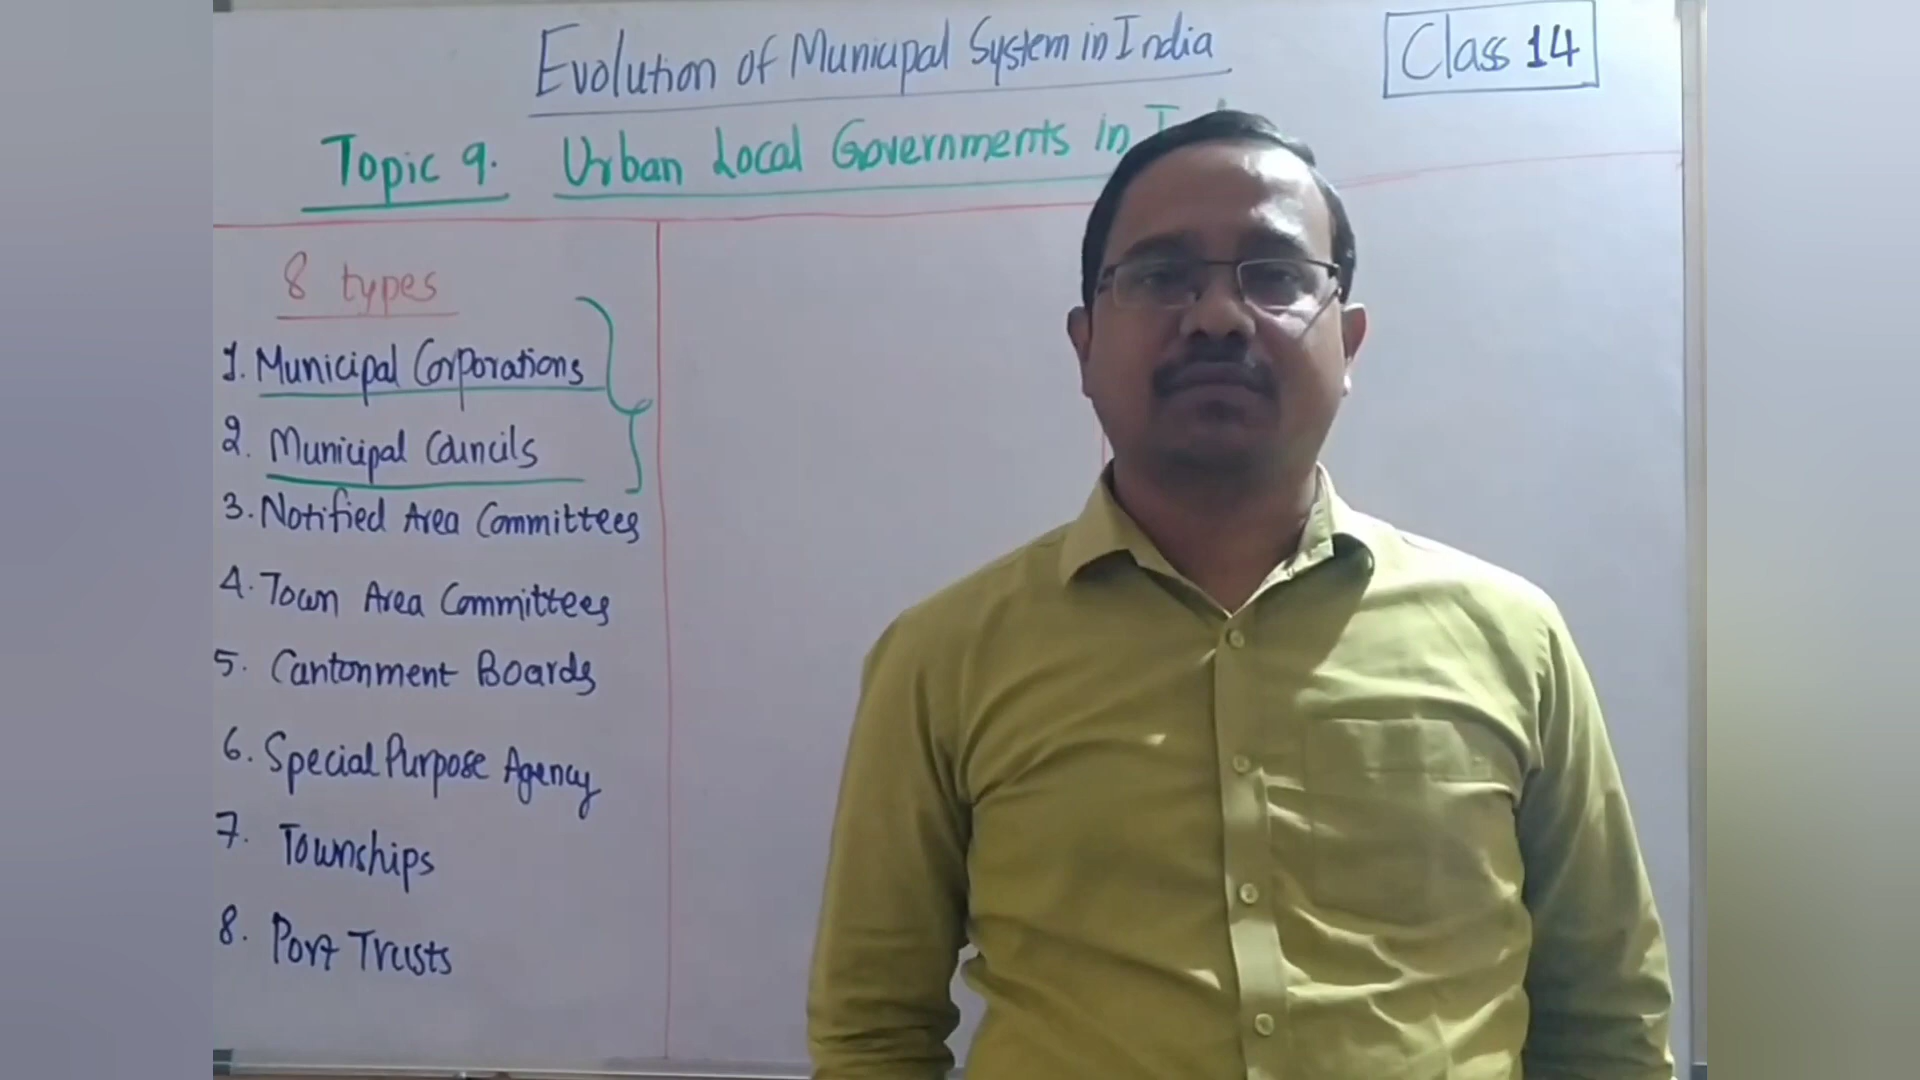 Evolution of Municipal System in India
Class 14
Topic 9. Urban Local Governments in
8 types
1. Municipal Corporations
2. Municipal Councils
3. Notified Area Committees
4. Town Area Committees
5. Cantonment Boards
6. Special Purpose Agency
7. Townships
8. Port Trusts